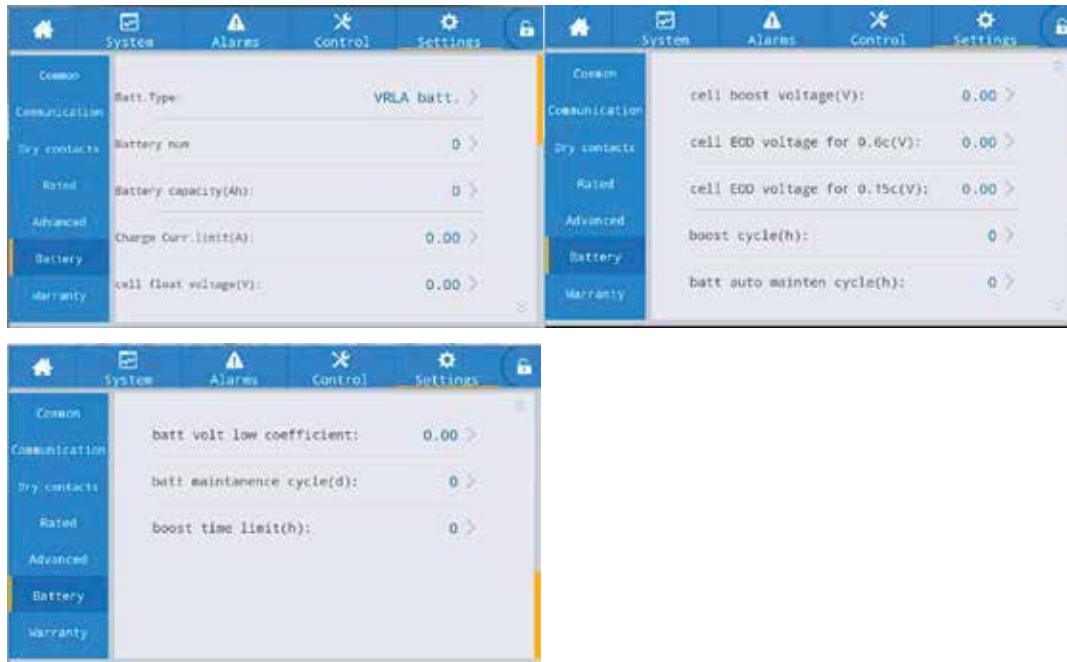 System Alarms Control Settings
Common
Communication
Dry contacts
Rated
Advanced
Battery
Warranty
Batt.Type: VRLA batt.
Battery num 0
Battery capacity(Ah): 0
Charge Curr.limit(A): 0.00
cell float voltage(V): 0.00
System Alarms Control Settings
Common
Communication
Dry contacts
Rated
Advanced
Battery
Warranty
cell boost voltage(V): 0.00
cell EOD voltage for 0.6c(V): 0.00
cell EOD voltage for 0.15c(V): 0.00
boost cycle(h): 0
batt auto mainten cycle(h): 0
System Alarms Control Settings
Common
Communication
Dry contacts
Rated
Advanced
Battery
Warranty
batt volt low coefficient: 0.00
batt maintanence cycle(d): 0
boost time limit(h): 0